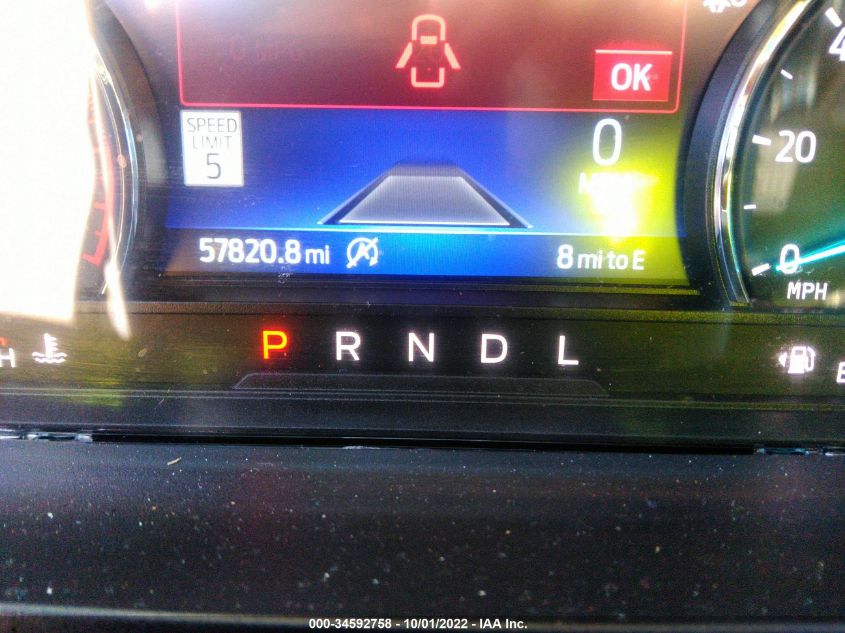 OK
SPEED
LIMIT
5
0
57820.8 mi
8 mi to E
20
0
MPH
H
P R N D L
E
000-34592758 - 10/01/2022 - IAA Inc.